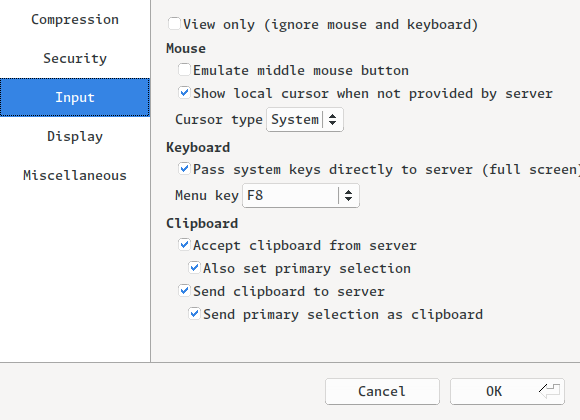 Compression
Security
Input
Display
Miscellaneous
View only (ignore mouse and keyboard)
Mouse
Emulate middle mouse button
Show local cursor when not provided by server
Cursor type System
Keyboard
Pass system keys directly to server (full screen)
Menu key F8
Clipboard
Accept clipboard from server
Also set primary selection
Send clipboard to server
Send primary selection as clipboard
Cancel
OK